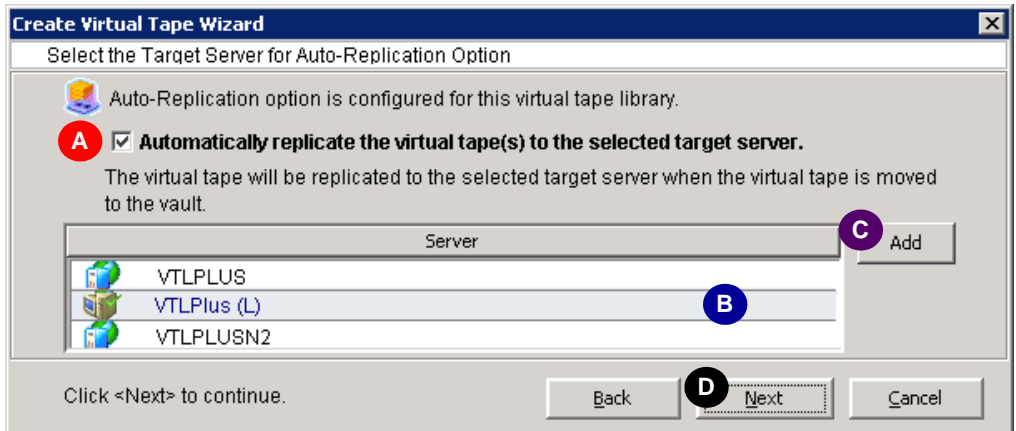 Create Virtual Tape Wizard
Select the Target Server for Auto-Replication Option
Auto-Replication option is configured for this virtual tape library.
A Automatically replicate the virtual tape(s) to the selected target server.
The virtual tape will be replicated to the selected target server when the virtual tape is moved
to the vault.
Server C Add
VTLPLUS
VTLPlus (L) B
VTLPLUSN2
Click <Next> to continue. Back D Next Cancel